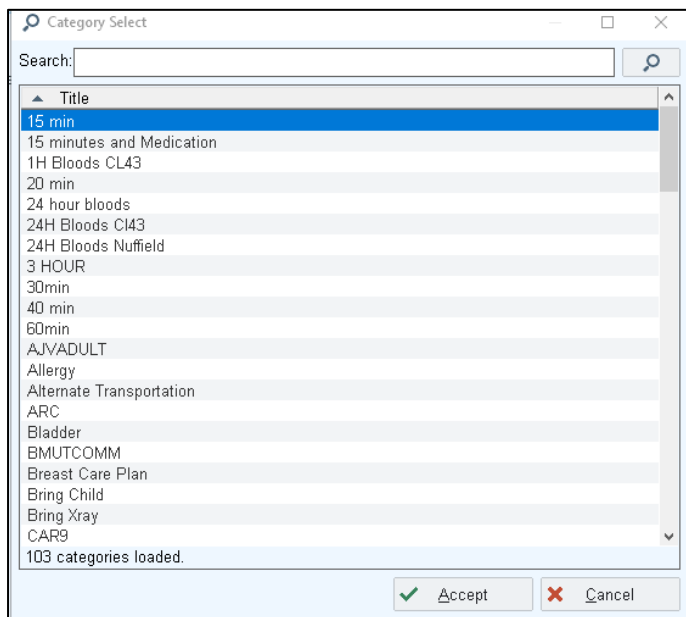 Category Select
Search:
Title
15 min
15 minutes and Medication
1H Bloods CL43
20 min
24 hour bloods
24H Bloods Cl43
24H Bloods Nuffield
3 HOUR
30min
40 min
60min
AJVADULT
Allergy
Alternate Transportation
ARC
Bladder
BMUTCOMM
Breast Care Plan
Bring Child
Bring Xray
CAR9
103 categories loaded.
Accept Cancel